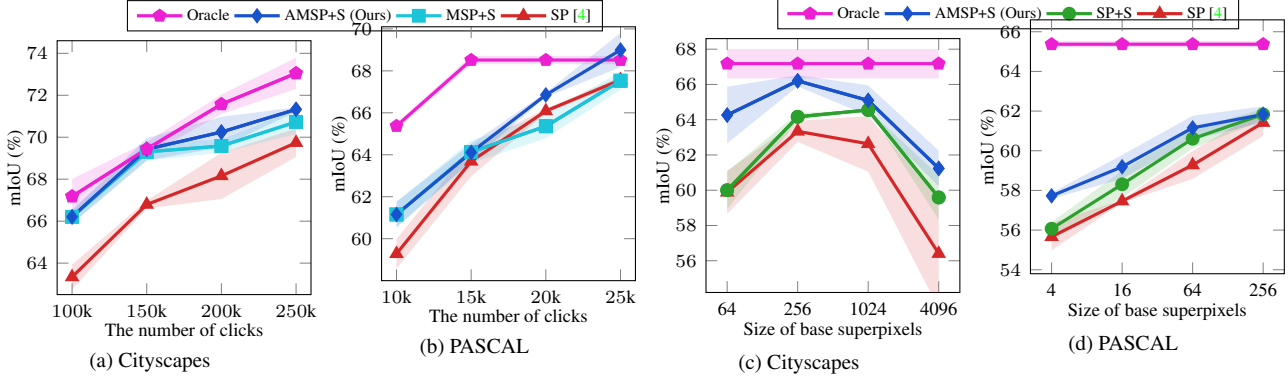 Oracle AMSP+S (Ours) MSP+S SP [4]
Oracle AMSP+S (Ours) SP+S SP [4]
mIoU (%)
74
72
70
68
66
64
100k 150k 200k 250k
The number of clicks
(a) Cityscapes
mIoU (%)
70
68
66
64
62
60
10k 15k 20k 25k
The number of clicks
(b) PASCAL
mIoU (%)
68
66
64
62
60
58
56
64 256 1024 4096
Size of base superpixels
(c) Cityscapes
mIoU (%)
66
64
62
60
58
56
54
4 16 64 256
Size of base superpixels
(d) PASCAL